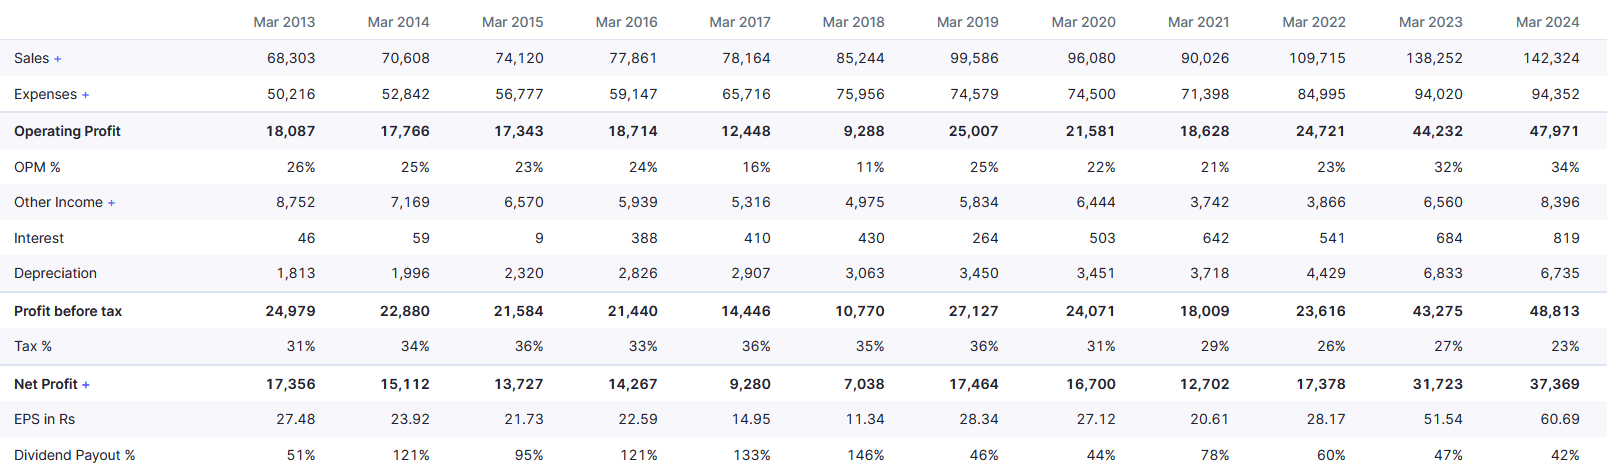 Mar 2013 Mar 2014 Mar 2015 Mar 2016 Mar 2017 Mar 2018 Mar 2019 Mar 2020 Mar 2021 Mar 2022 Mar 2023 Mar 2024
Sales + 68,303 70,608 74,120 77,861 78,164 85,244 99,586 96,080 90,026 109,715 138,252 142,324
Expenses + 50,216 52,842 56,777 59,147 65,716 75,956 74,579 74,500 71,398 84,995 94,020 94,352
Operating Profit 18,087 17,766 17,343 18,714 12,448 9,288 25,007 21,581 18,628 24,721 44,232 47,971
OPM % 26% 25% 23% 24% 16% 11% 25% 22% 21% 23% 32% 34%
Other Income + 8,752 7,169 6,570 5,939 5,316 4,975 5,834 6,444 3,742 3,866 6,560 8,396
Interest 46 59 9 388 410 430 264 503 642 541 684 819
Depreciation 1,813 1,996 2,320 2,826 2,907 3,063 3,450 3,451 3,718 4,429 6,833 6,735
Profit before tax 24,979 22,880 21,584 21,440 14,446 10,770 27,127 24,071 18,009 23,616 43,275 48,813
Tax % 31% 34% 36% 33% 36% 35% 36% 31% 29% 26% 27% 23%
Net Profit + 17,356 15,112 13,727 14,267 9,280 7,038 17,464 16,700 12,702 17,378 31,723 37,369
EPS in Rs 27.48 23.92 21.73 22.59 14.95 11.34 28.34 27.12 20.61 28.17 51.54 60.69
Dividend Payout % 51% 121% 95% 121% 133% 146% 46% 44% 78% 60% 47% 42%